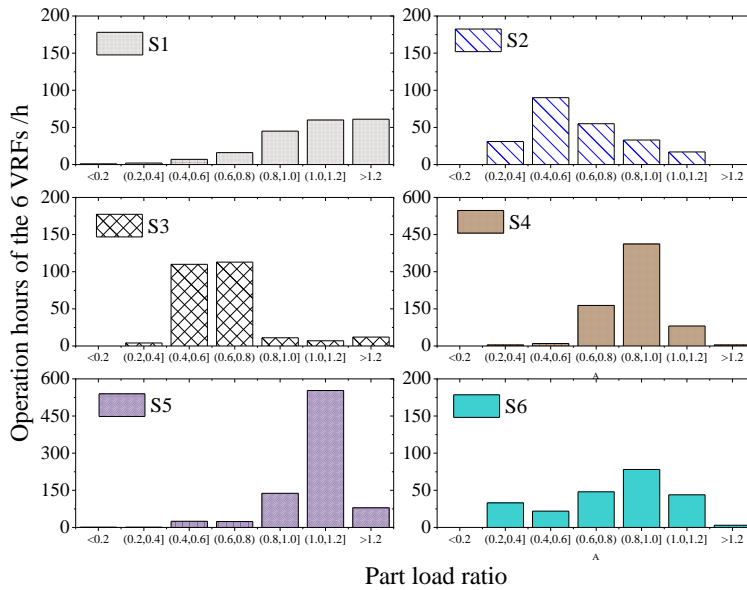 Operation hours of the 6 VRFs /h
200
150
100
50
0
S1
<0.2 (0.2,0.4] (0.4,0.6] (0.6,0.8) (0.8,1.0] (1.0,1.2] >1.2
200
150
100
50
0
S2
<0.2 (0.2,0.4] (0.4,0.6] (0.6,0.8) (0.8,1.0] (1.0,1.2] >1.2
200
150
100
50
0
S3
<0.2 (0.2,0.4] (0.4,0.6] (0.6,0.8) (0.8,1.0] (1.0,1.2] >1.2
600
450
300
150
0
S4
<0.2 (0.2,0.4] (0.4,0.6] (0.6,0.8) (0.8,1.0] (1.0,1.2] >1.2
A
600
450
300
150
0
S5
<0.2 (0.2,0.4] (0.4,0.6] (0.6,0.8) (0.8,1.0] (1.0,1.2] >1.2
200
150
100
50
0
S6
<0.2 (0.2,0.4] (0.4,0.6] (0.6,0.8) (0.8,1.0] (1.0,1.2] >1.2
A
Part load ratio